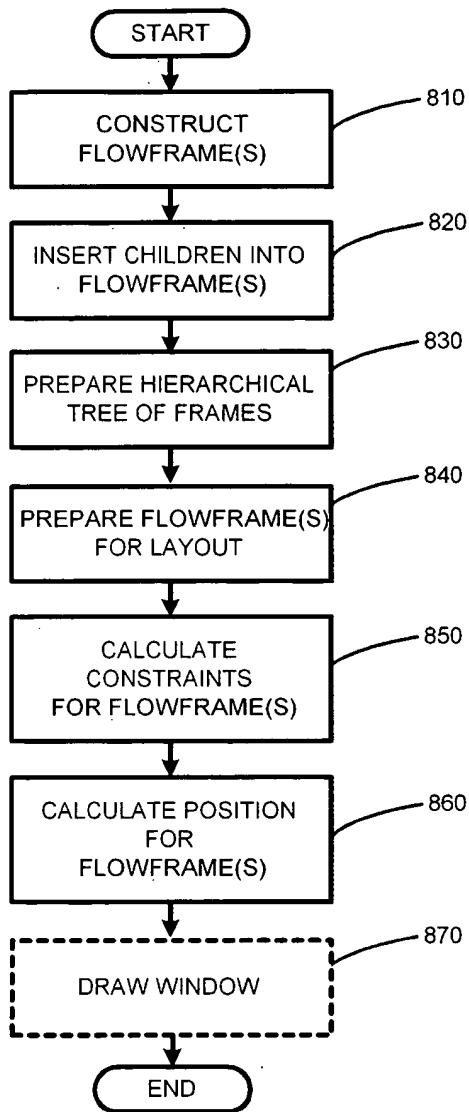 START
CONSTRUCT
FLOWFRAME(S)
810
INSERT CHILDREN INTO
FLOWFRAME(S)
820
PREPARE HIERARCHICAL
TREE OF FRAMES
830
PREPARE FLOWFRAME(S)
FOR LAYOUT
840
CALCULATE
CONSTRAINTS
FOR FLOWFRAME(S)
850
CALCULATE POSITION
FOR
FLOWFRAME(S)
860
DRAW WINDOW
870
END